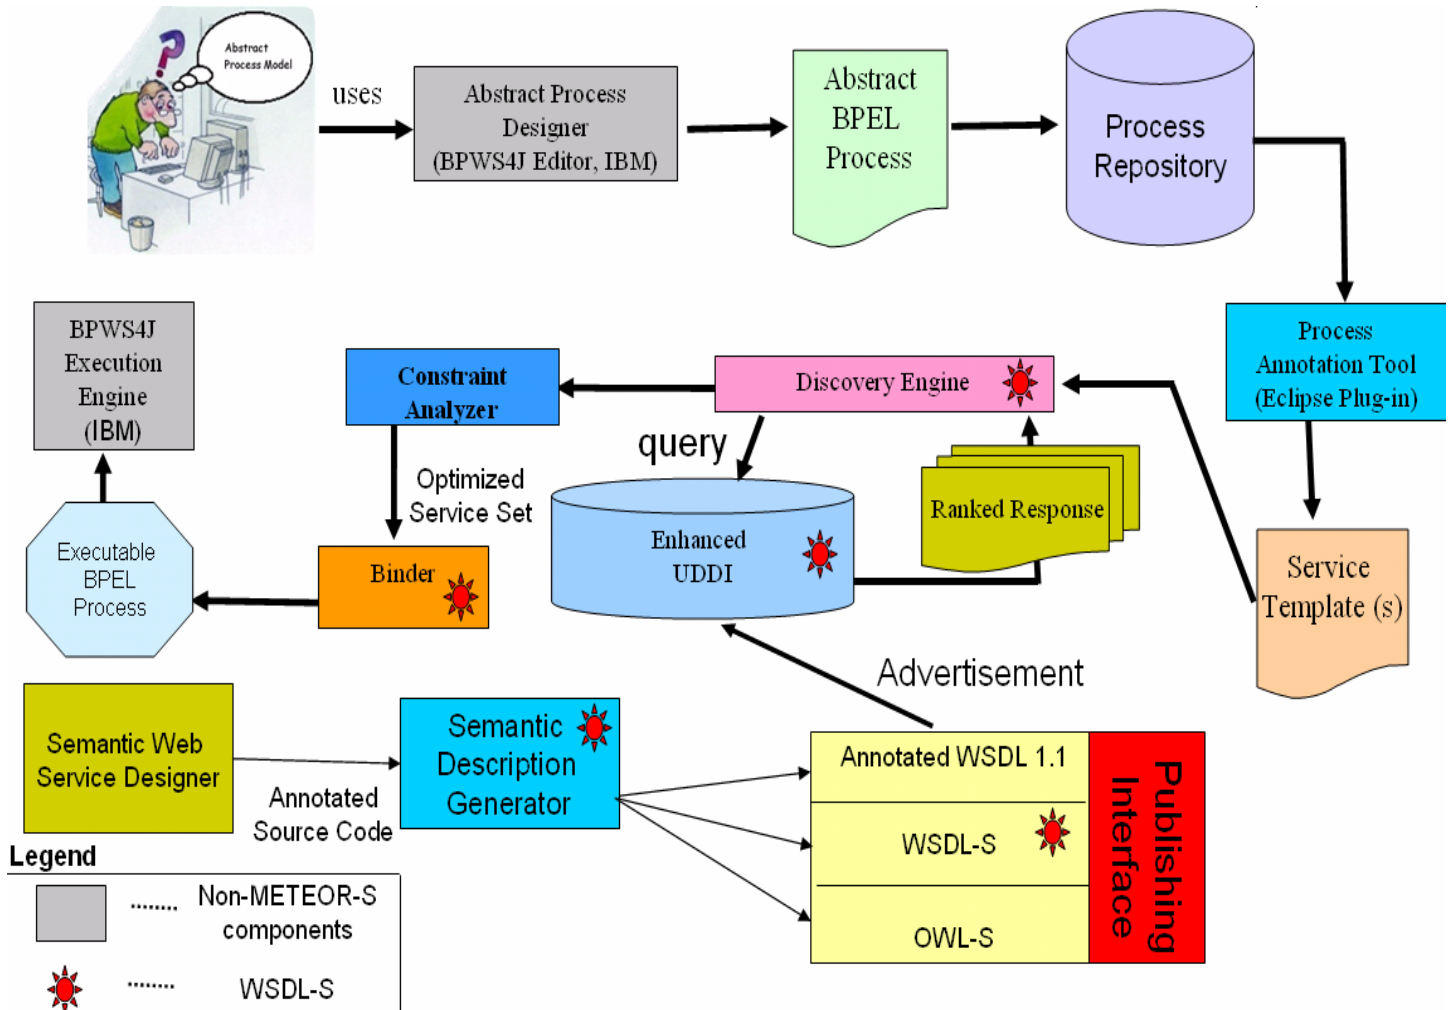 Abstract
Process Model
uses
Abstract Process
Designer
(BPWS4J Editor, IBM)
Abstract
BPEL
Process
Process
Repository
BPWS4J
Execution
Engine
(IBM)
Constraint
Analyzer
Discovery Engine
Process
Annotation Tool
(Eclipse Plug-in)
query
Optimized
Service Set
Ranked Response
Executable
BPEL
Process
Binder
Enhanced
UDDI
Service
Template (s)
Advertisement
Semantic Web
Service Designer
Annotated
Source Code
Semantic
Description
Generator
Annotated WSDL 1.1
WSDL-S
OWL-S
Publishing
Interface
Legend
Non-METEOR-S
components
WSDL-S